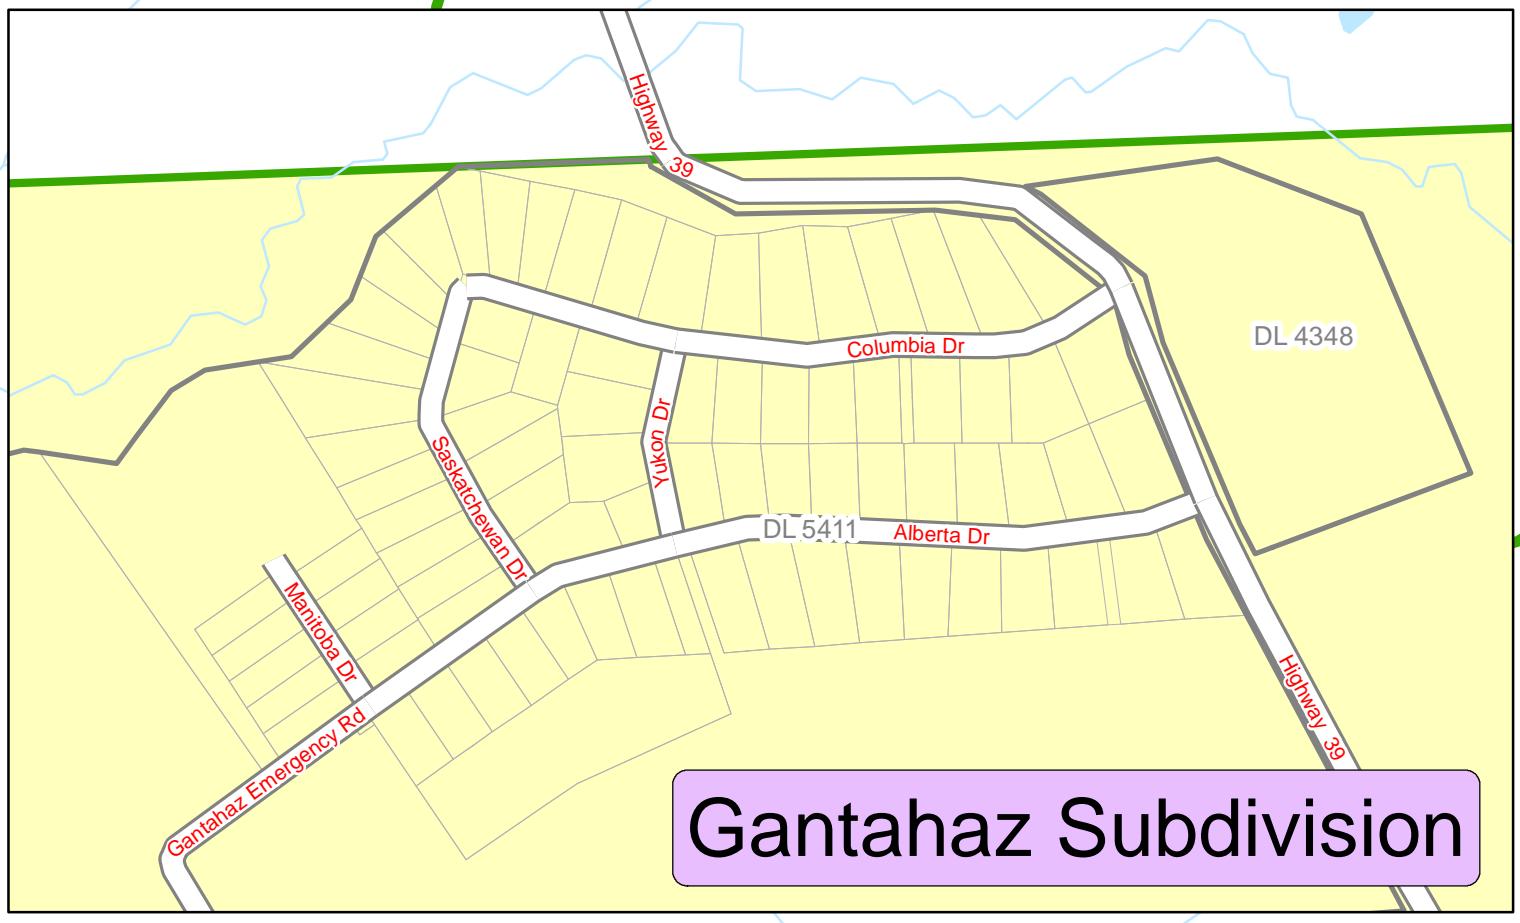 Highway 39
DL 4348
Columbia Dr
Yukon Dr
Saskatchewan Dr
DL 5411
Alberta Dr
Manitoba Dr
Highway 39
Gantahaz Emergency Rd
Gantahaz Subdivision